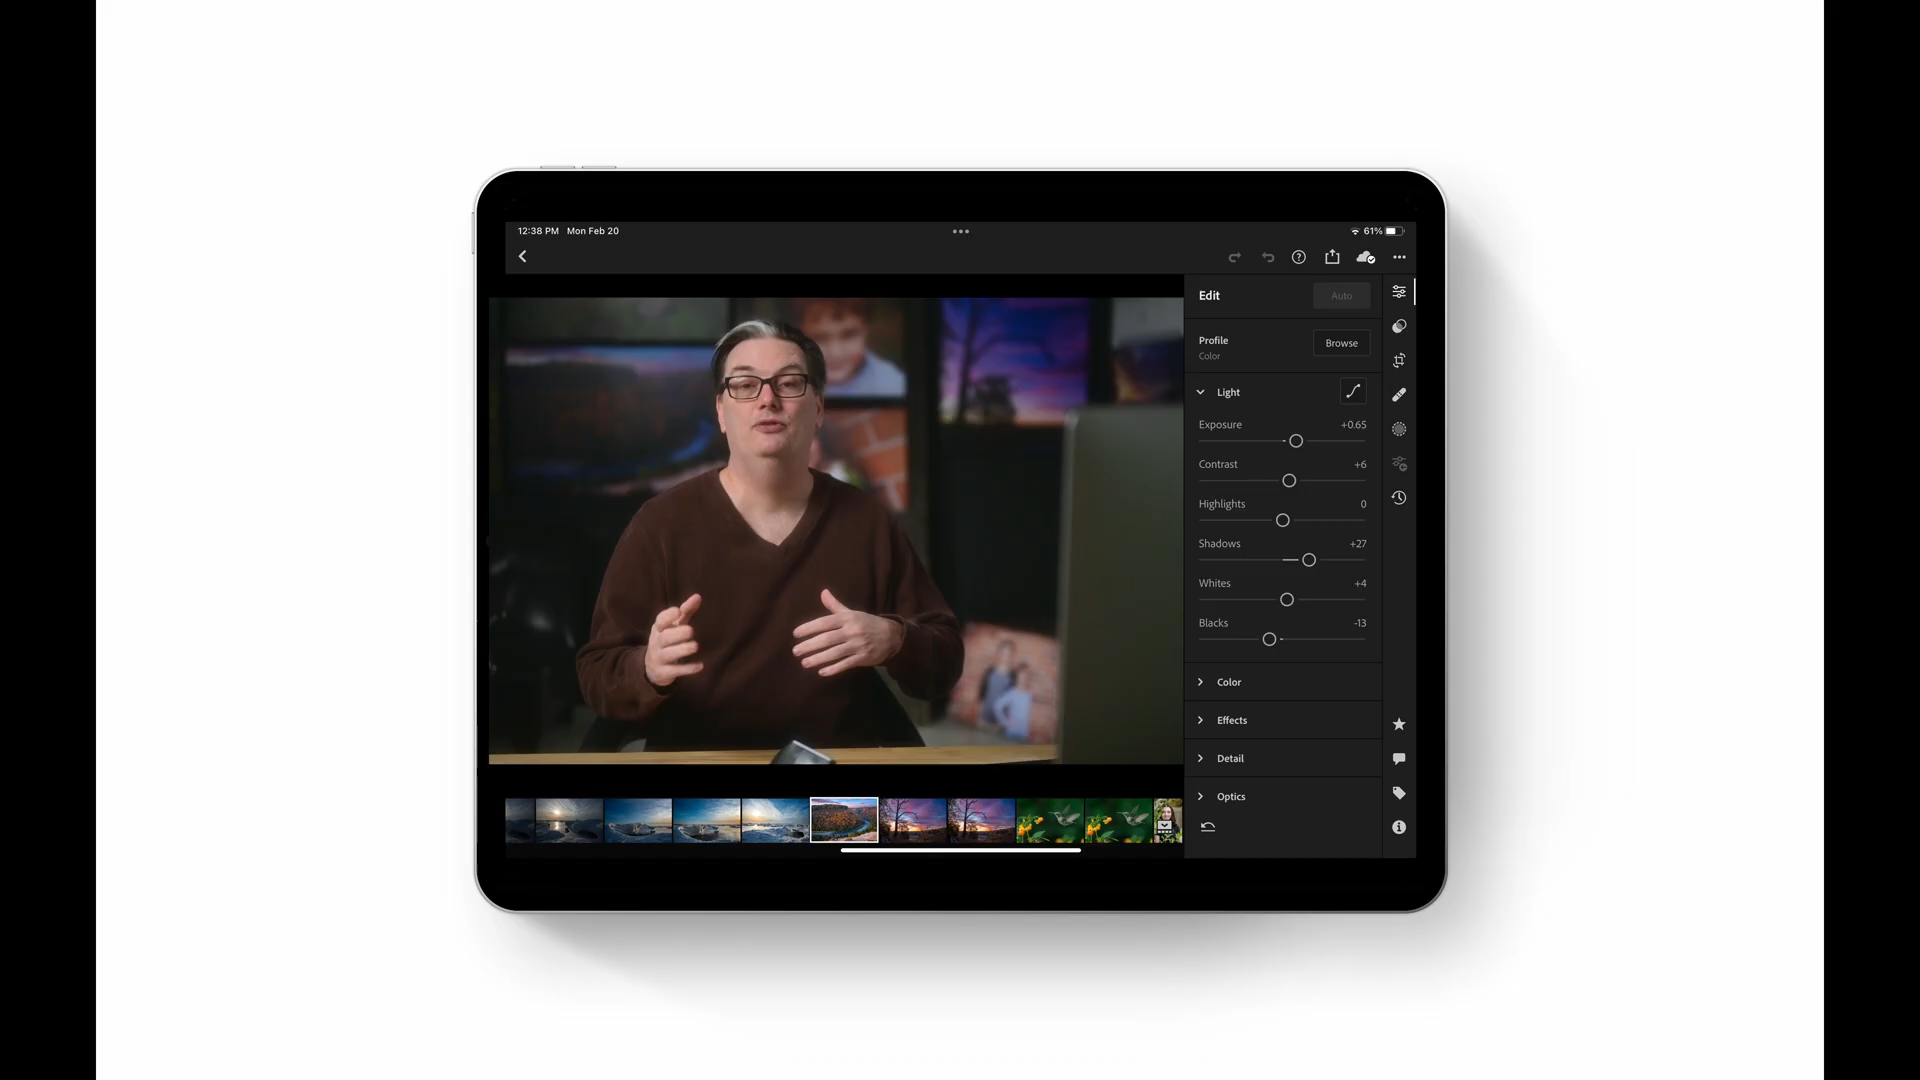 12:38 PM Mon Feb 20
61%
Edit
Auto
Profile
Color
Browse
Light
Exposure +0.65
Contrast +6
Highlights 0
Shadows +27
Whites +4
Blacks -13
Color
Effects
Detail
Optics